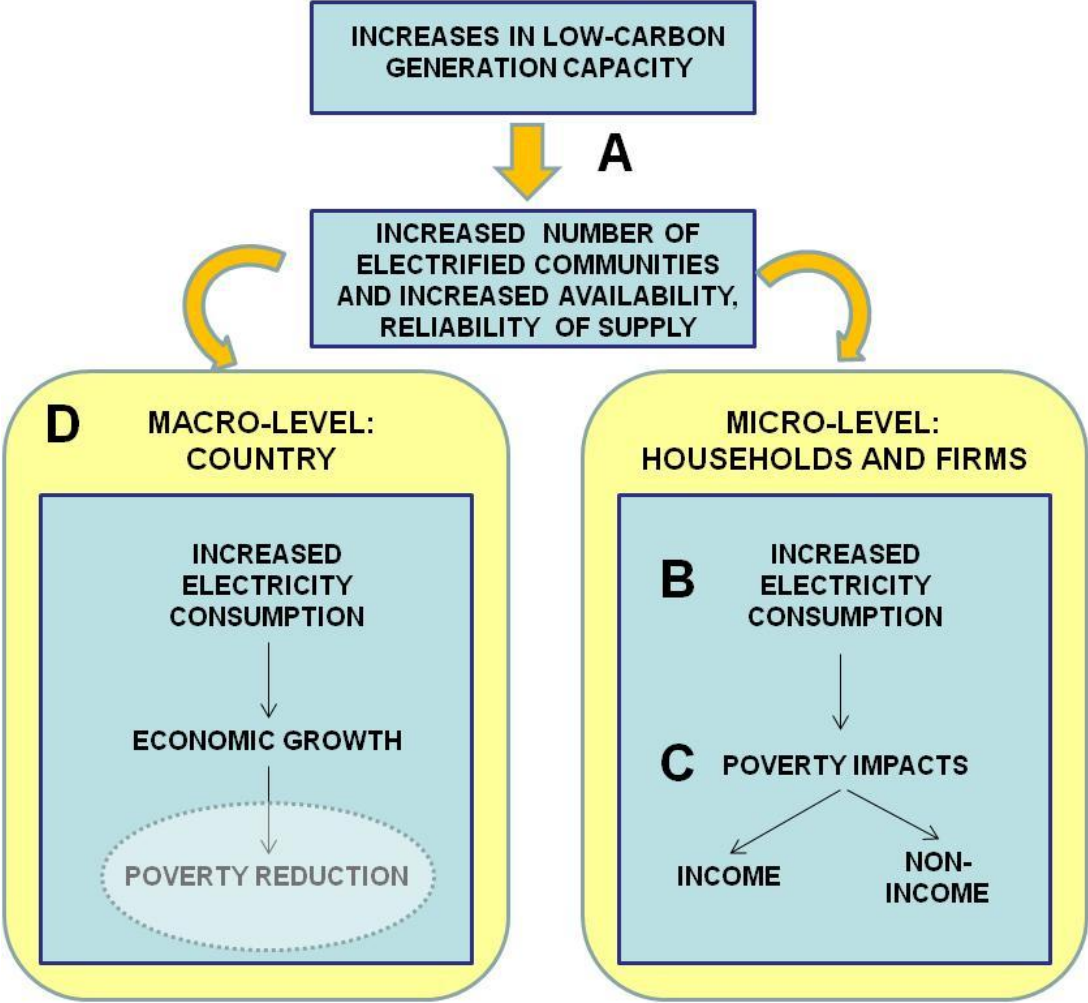 INCREASES IN LOW-CARBON
GENERATION CAPACITY
A
INCREASED NUMBER OF
ELECTRIFIED COMMUNITIES
AND INCREASED AVAILABILITY,
RELIABILITY OF SUPPLY
D
MACRO-LEVEL:
COUNTRY
INCREASED
ELECTRICITY
CONSUMPTION
ECONOMIC GROWTH
POVERTY REDUCTION
MICRO-LEVEL:
HOUSEHOLDS AND FIRMS
B
INCREASED
ELECTRICITY
CONSUMPTION
C
POVERTY IMPACTS
INCOME
NON-
INCOME